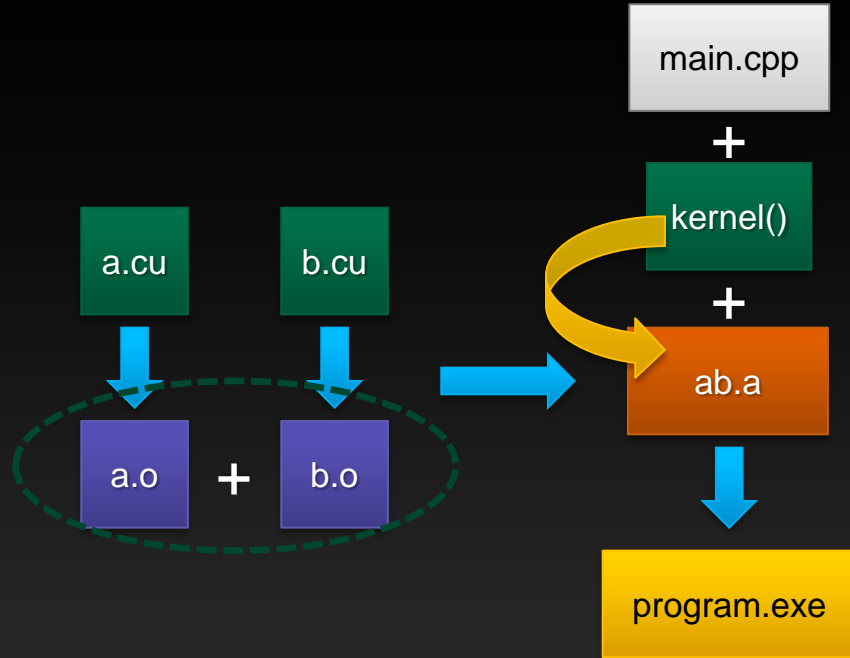 main.cpp
+
kernel()
+
ab.a
program.exe
a.cu
b.cu
a.o + b.o